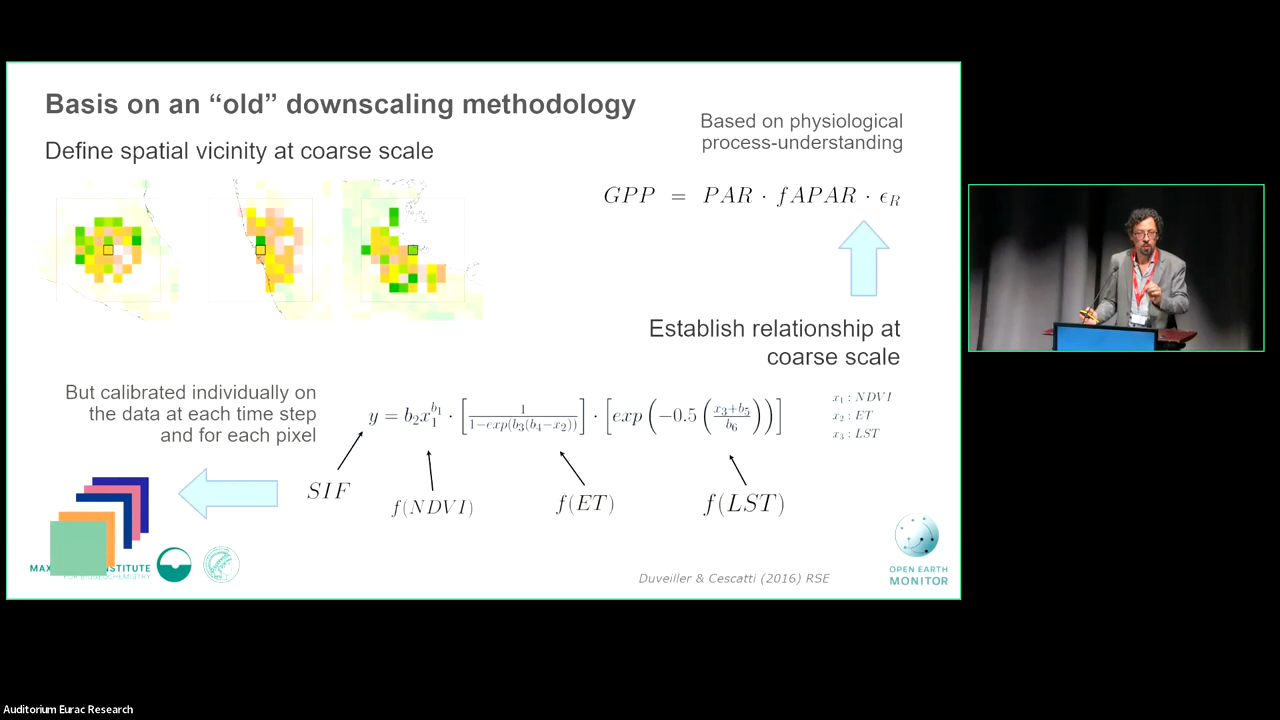 Basis on an “old” downscaling methodology
Define spatial vicinity at coarse scale
Based on physiological
process-understanding
GPP = PAR · fAPAR · ϵ_R
Establish relationship at
coarse scale
But calibrated individually on
the data at each time step
and for each pixel
y = b_2 x_1^{b_1} · [1 / 1−exp(b_3(b_4−x_2))] · [exp(−0.5((x_3+b_5)/b_6))]
x_1 : NDVI
x_2 : ET
x_3 : LST
SIF
f(NDVI)
f(ET)
f(LST)
Duveiller & Cescatti (2016) RSE
OPEN EARTH
MONITOR
Auditorium Eurac Research